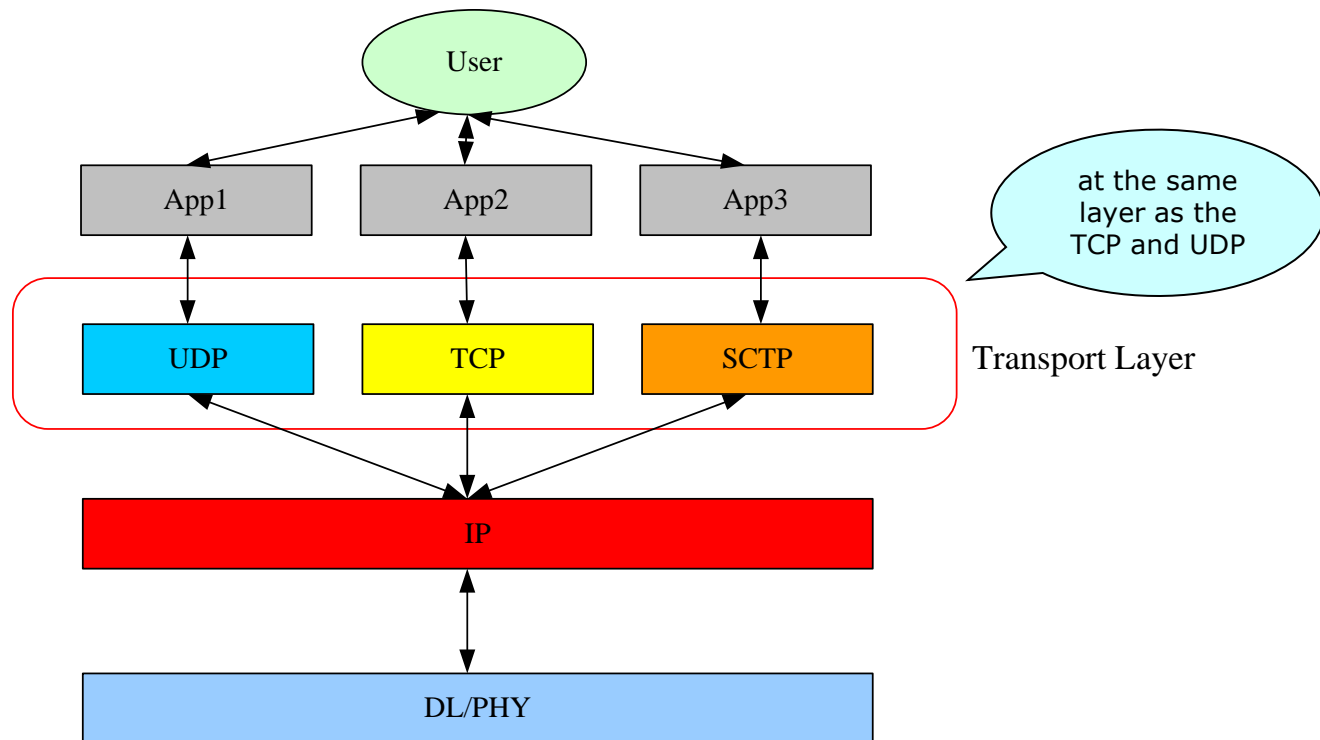 User
App1
App2
App3
at the same
layer as the
TCP and UDP
UDP
TCP
SCTP
Transport Layer
IP
DL/PHY